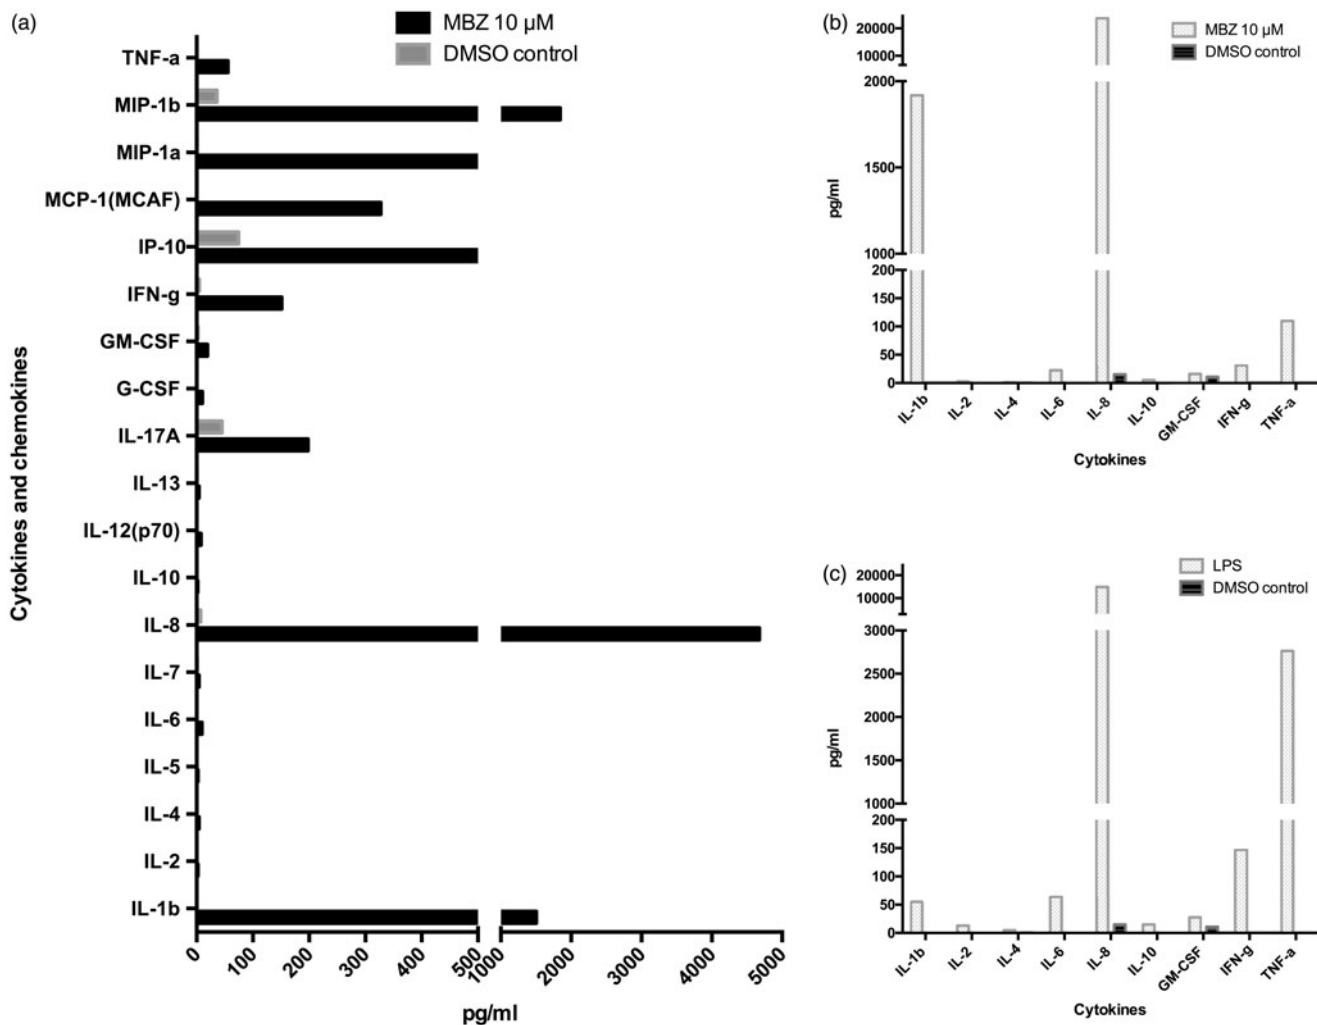 (a)
MBZ 10 µM
DMSO control
Cytokines and chemokines
TNF-a
MIP-1b
MIP-1a
MCP-1(MCAF)
IP-10
IFN-g
GM-CSF
G-CSF
IL-17A
IL-13
IL-12(p70)
IL-10
IL-8
IL-7
IL-6
IL-5
IL-4
IL-2
IL-1b
0 100 200 300 400 500 1000 2000 3000 4000 5000
pg/ml
(b)
MBZ 10 µM
DMSO control
pg/ml
20000
10000
2000
1500
1000
200
150
100
50
0
IL-1b IL-2 IL-4 IL-6 IL-8 IL-10 GM-CSF IFN-g TNF-a
Cytokines
(c)
LPS
DMSO control
pg/ml
20000
10000
3000
2500
2000
1000
200
150
100
50
0
IL-1b IL-2 IL-4 IL-6 IL-8 IL-10 GM-CSF IFN-g TNF-a
Cytokines